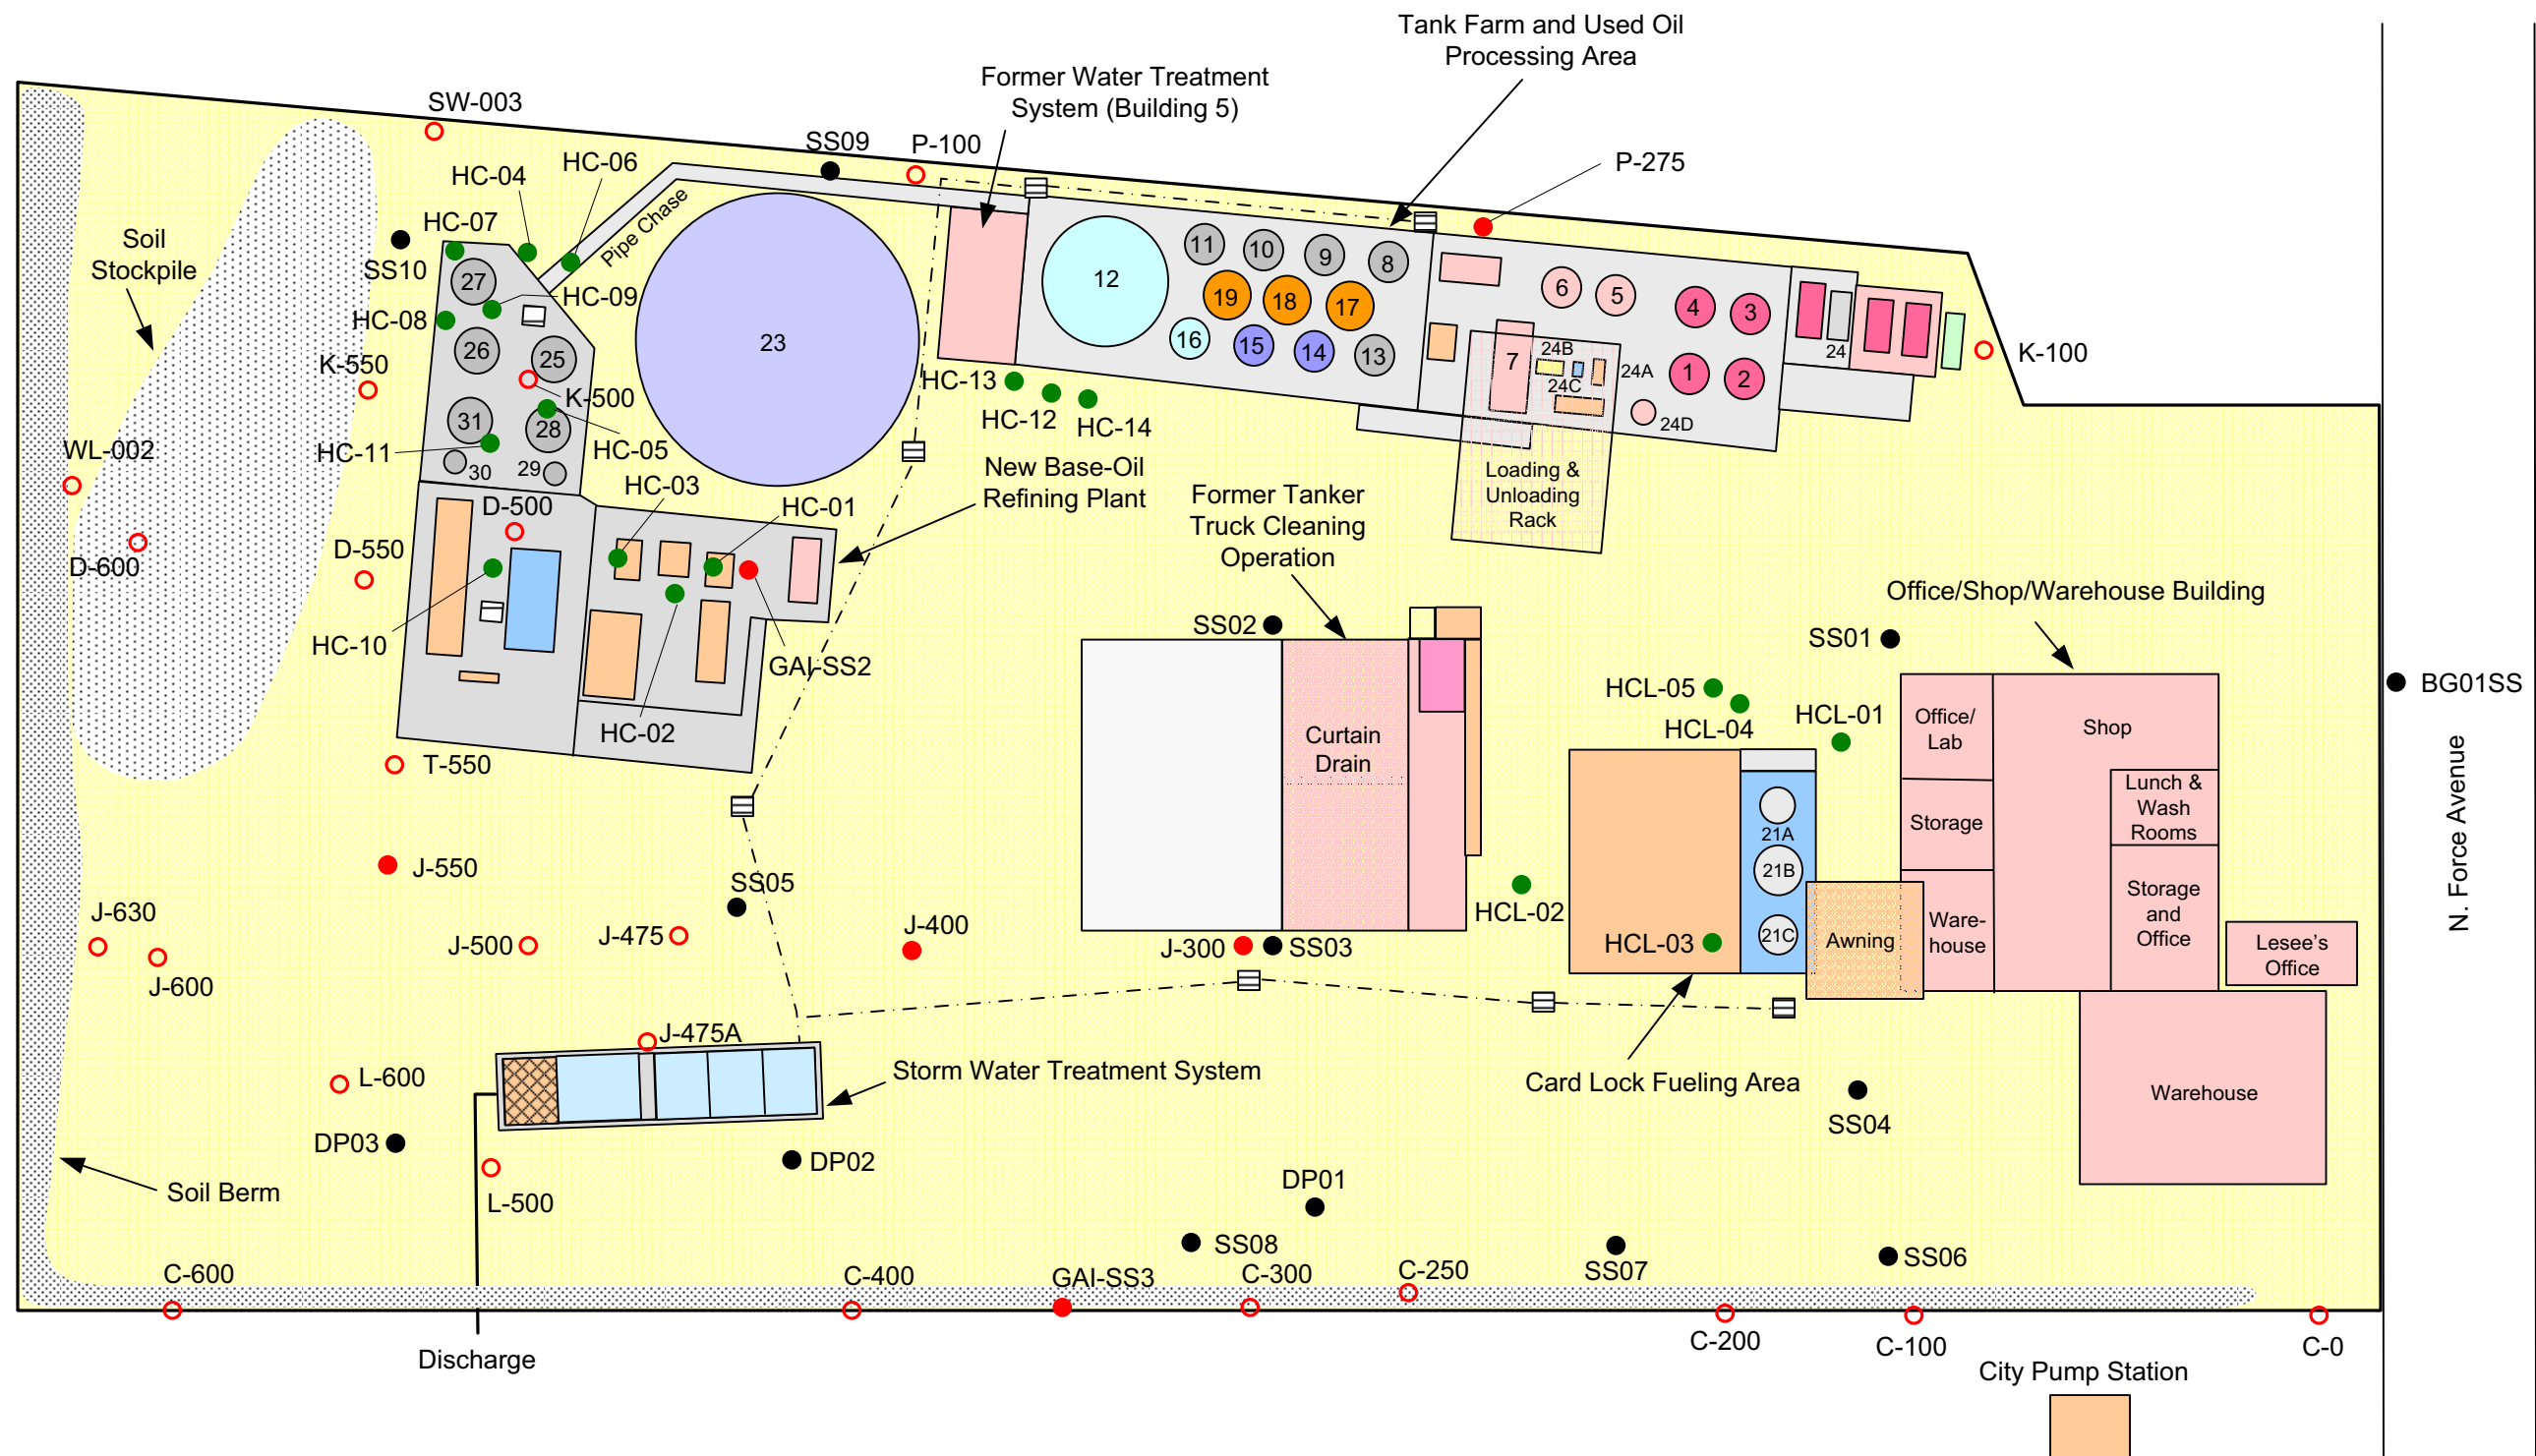 Tank Farm and Used Oil
Processing Area
Former Water Treatment
System (Building 5)
SW-003
SS09
P-100
P-275
HC-06
HC-04
HC-07
Pipe Chase
Soil
Stockpile
SS10
27
HC-09
HC-08
26
25
K-550
K-500
31
28
HC-05
HC-11
30
29
WL-002
23
12
11
10
9
8
19
18
17
16
15
14
13
6
5
4
3
7
24B
24A
24C
24D
1
2
24
K-100
HC-13
HC-12
HC-14
Loading &
Unloading
Rack
New Base-Oil
Refining Plant
Former Tanker
Truck Cleaning
Operation
HC-03
HC-01
D-500
D-550
D-600
HC-10
GAI-SS2
HC-02
T-550
SS02
Curtain
Drain
Office/Shop/Warehouse Building
SS01
HCL-05
HCL-04
HCL-01
Office/
Lab
Shop
BG01SS
N. Force Avenue
Lunch &
Wash
Rooms
Storage
21A
21B
21C
Storage
and
Office
Ware-
house
Awning
Lesee's
Office
J-550
SS05
J-630
J-600
J-500
J-475
J-400
J-300
SS03
HCL-02
HCL-03
J-475A
Storm Water Treatment System
Card Lock Fueling Area
SS04
Warehouse
L-600
DP03
DP02
L-500
Soil Berm
DP01
SS08
SS07
SS06
C-600
C-400
GAI-SS3
C-300
C-250
C-200
C-100
C-0
Discharge
City Pump Station